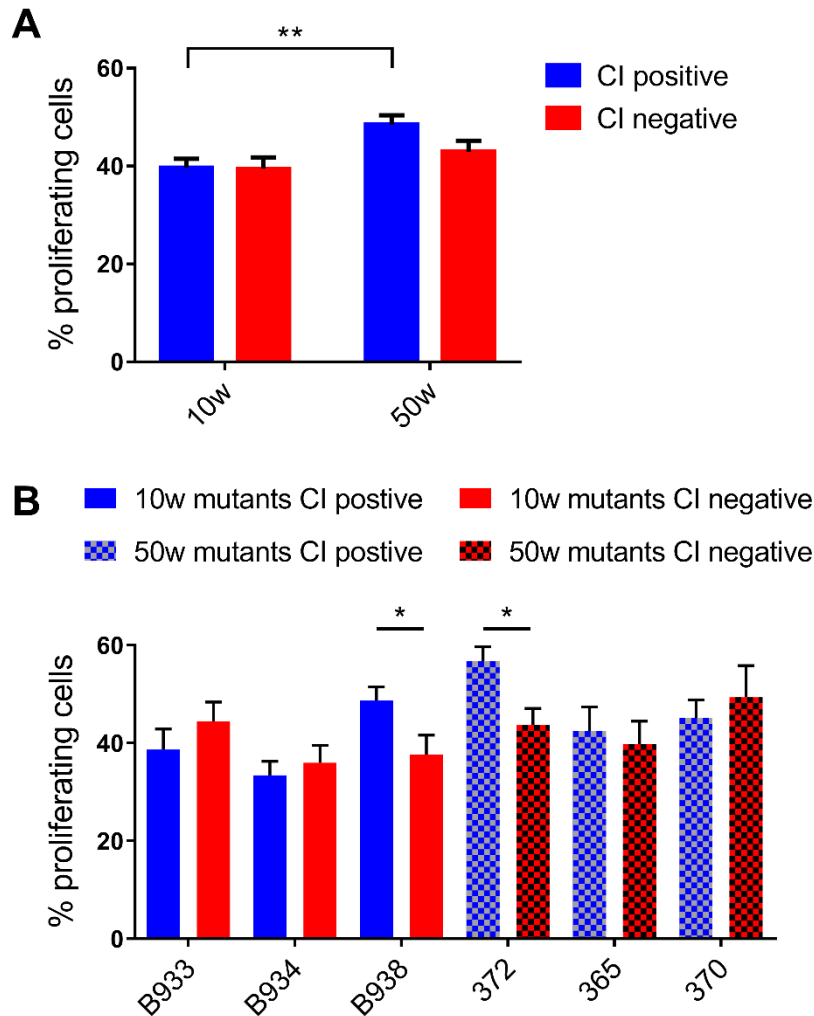 A
**
60
40
20
0
% proliferating cells
10w
50w
CI positive
CI negative
B
10w mutants CI postive
10w mutants CI negative
50w mutants CI postive
50w mutants CI negative
*
*
60
40
20
0
% proliferating cells
B933
B934
B938
372
365
370